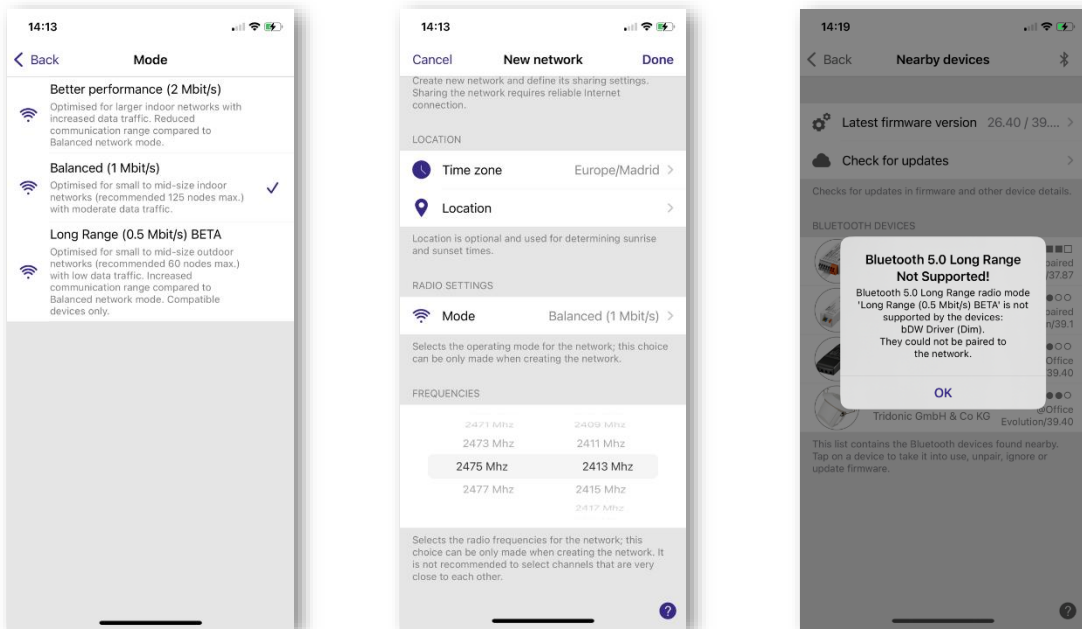 14:13
Back
Mode
Better performance (2 Mbit/s)
Optimised for larger indoor networks with
increased data traffic. Reduced
communication range compared to
Balanced network mode.
Balanced (1 Mbit/s)
Optimised for small to mid-size indoor
networks (recommended 125 nodes max.)
with moderate data traffic.
Long Range (0.5 Mbit/s) BETA
Optimised for small to mid-size outdoor
networks (recommended 60 nodes max.)
with low data traffic. Increased
communication range compared to
Balanced network mode. Compatible
devices only.
14:13
Cancel New network Done
Create new network and define its sharing settings.
Sharing the network requires reliable Internet
connection.
LOCATION
Time zone Europe/Madrid
Location
Location is optional and used for determining sunrise
and sunset times.
RADIO SETTINGS
Mode Balanced (1 Mbit/s)
Selects the operating mode for the network; this choice
can be only made when creating the network.
FREQUENCIES
2471 Mhz 2409 Mhz
2473 Mhz 2411 Mhz
2475 Mhz 2413 Mhz
2477 Mhz 2415 Mhz
2417 Mhz
Selects the radio frequencies for the network; this
choice can be only made when creating the network. It
is not recommended to select channels that are very
close to each other.
?
14:19
Back Nearby devices
Latest firmware version 26.40 / 39....
Check for updates
Checks for updates in firmware and other device details.
BLUETOOTH DEVICES
Bluetooth 5.0 Long Range
Not Supported!
Bluetooth 5.0 Long Range radio mode
'Long Range (0.5 Mbit/s) BETA' is not
supported by the devices:
bDW Driver (Dim).
They could not be paired to
the network.
OK
paired
/37.87
paired
n/39.1
Office
39.40
@Office
Tridonic GmbH & Co KG Evolution/39.40
This list contains the Bluetooth devices found nearby.
Tap on a device to take it into use, unpair, ignore or
update firmware.
?